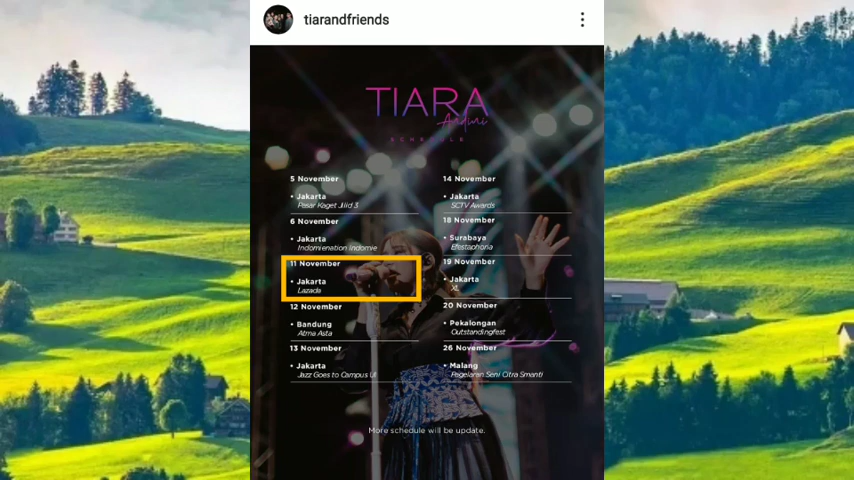 tiarandfriends
TIARA
Andini
SCHEDULE
5 November
• Jakarta
Pasar Kaget Jilid 3
6 November
• Jakarta
Indomienation Indomie
11 November
• Jakarta
Lazada
12 November
• Bandung
Atma Asta
13 November
• Jakarta
Jazz Goes to Campus UI
14 November
• Jakarta
SCTV Awards
18 November
• Surabaya
Efestaphoria
19 November
• Jakarta
XL
20 November
• Pekalongan
Outstandingfest
26 November
• Malang
Pagelaran Seni Citra Smanti
More schedule will be update.